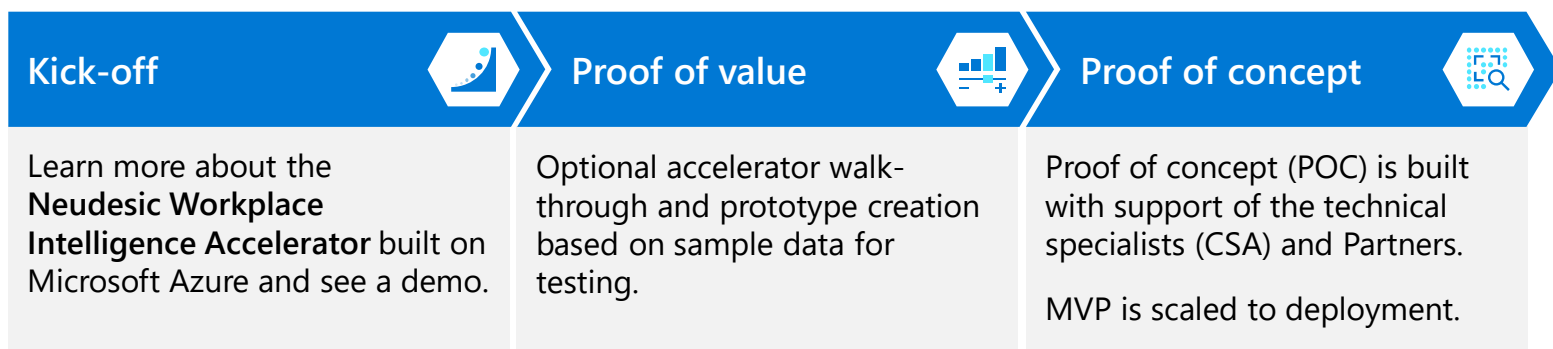 Kick-off
Learn more about the
Neudesic Workplace
Intelligence Accelerator built on
Microsoft Azure and see a demo.
Proof of value
Optional accelerator walk-
through and prototype creation
based on sample data for
testing.
Proof of concept
Proof of concept (POC) is built
with support of the technical
specialists (CSA) and Partners.
MVP is scaled to deployment.